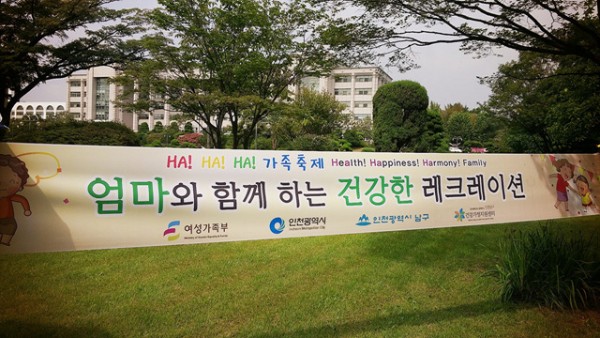 HA! HA! HA! 가족축제 Health! Happiness! Harmony! Family
엄마와 함께 하는 건강한 레크레이션
여성가족부 인천광역시 인천광역시 남구